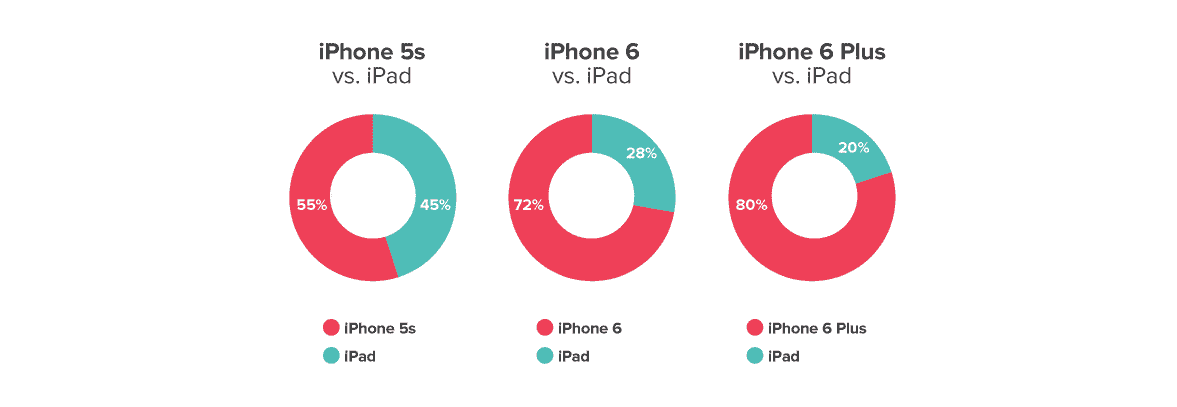 iPhone 5s
vs. iPad
55%
45%
iPhone 5s
iPad
iPhone 6
vs. iPad
28%
72%
iPhone 6
iPad
iPhone 6 Plus
vs. iPad
20%
80%
iPhone 6 Plus
iPad